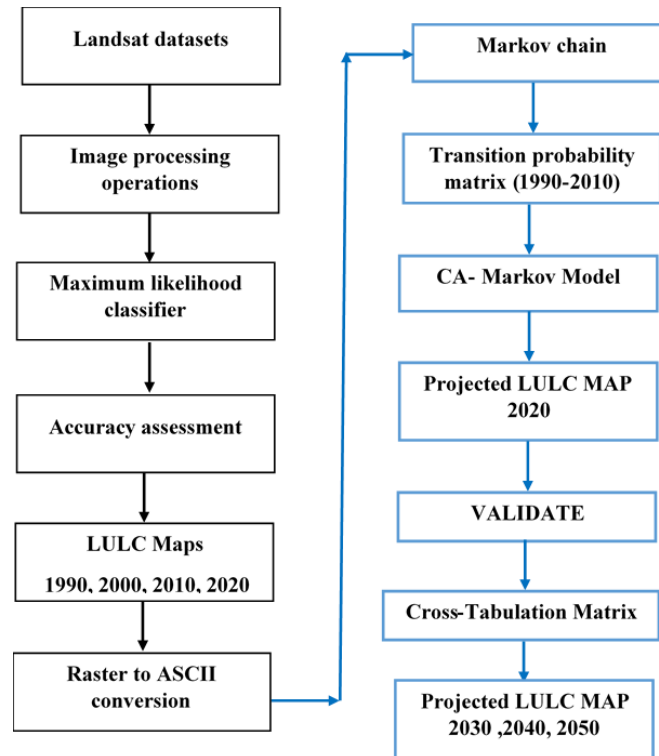 Landsat datasets
Image processing
operations
Maximum likelihood
classifier
Accuracy assessment
LULC Maps
1990, 2000, 2010, 2020
Raster to ASCII
conversion
Markov chain
Transition probability
matrix (1990-2010)
CA- Markov Model
Projected LULC MAP
2020
VALIDATE
Cross-Tabulation Matrix
Projected LULC MAP
2030 ,2040, 2050